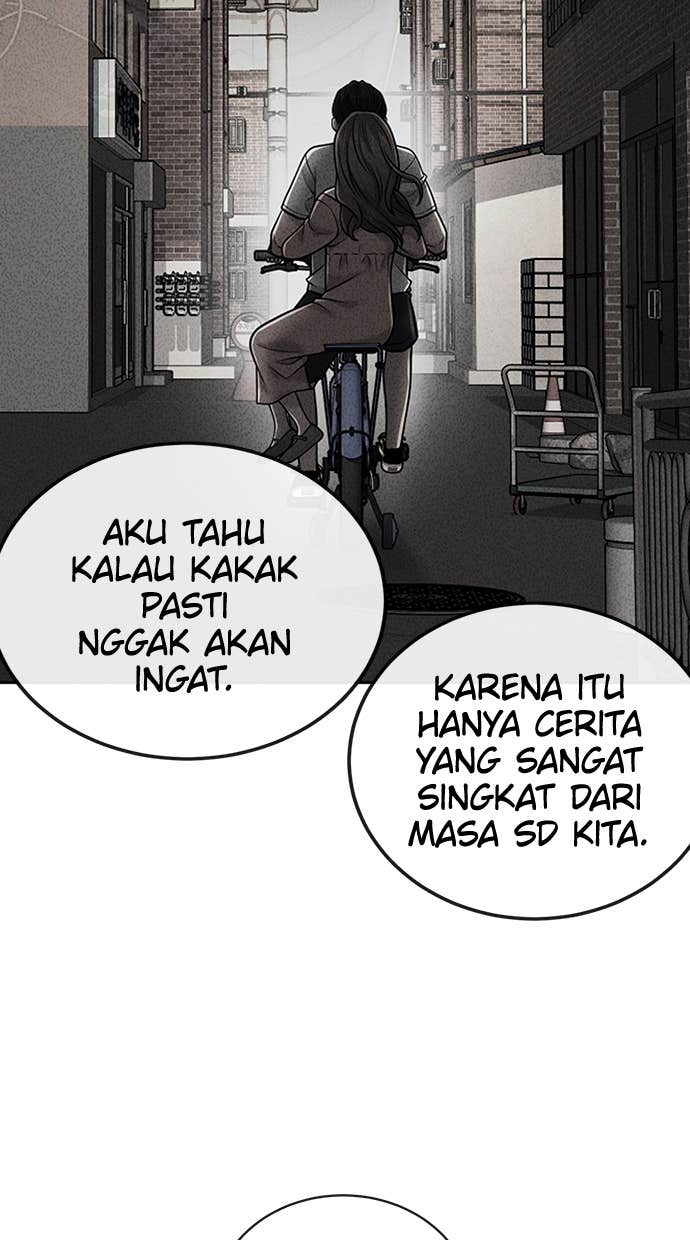 AKU TAHU
KALAU KAKAK
PASTI
NGGAK AKAN
INGAT.
KARENA ITU
HANYA CERITA
YANG SANGAT
SINGKAT DARI
MASA SD KITA.